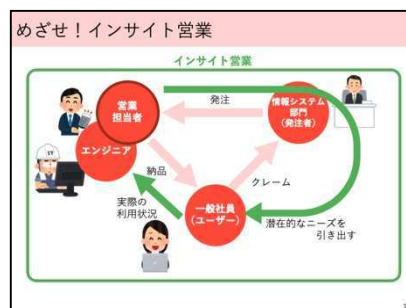 めざせ！インサイト営業
インサイト営業
営業
担当者
発注
情報システム
部門
(発注者)
エンジニア
納品
クレーム
実際の
利用状況
一般社員
(ユーザー)
潜在的なニーズを
引き出す